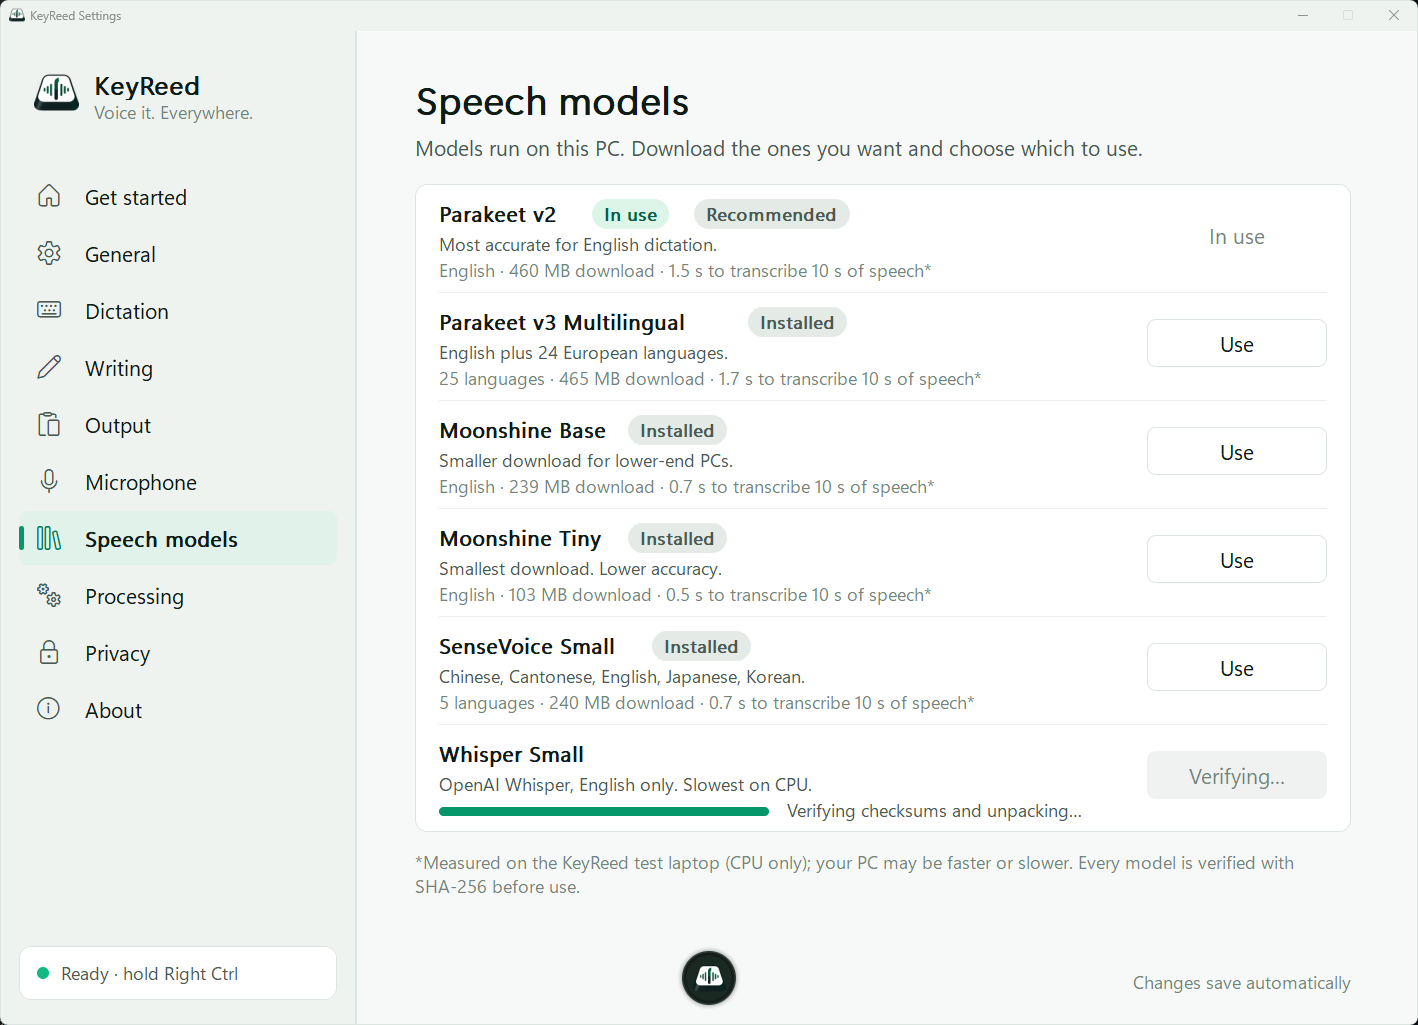 KeyReed Settings
KeyReed
Voice it. Everywhere.
Get started
General
Dictation
Writing
Output
Microphone
Speech models
Processing
Privacy
About
Ready · hold Right Ctrl
Speech models
Models run on this PC. Download the ones you want and choose which to use.
Parakeet v2 In use Recommended
Most accurate for English dictation.
English · 460 MB download · 1.5 s to transcribe 10 s of speech*
In use
Parakeet v3 Multilingual Installed
English plus 24 European languages.
25 languages · 465 MB download · 1.7 s to transcribe 10 s of speech*
Use
Moonshine Base Installed
Smaller download for lower-end PCs.
English · 239 MB download · 0.7 s to transcribe 10 s of speech*
Use
Moonshine Tiny Installed
Smallest download. Lower accuracy.
English · 103 MB download · 0.5 s to transcribe 10 s of speech*
Use
SenseVoice Small Installed
Chinese, Cantonese, English, Japanese, Korean.
5 languages · 240 MB download · 0.7 s to transcribe 10 s of speech*
Use
Whisper Small
OpenAI Whisper, English only. Slowest on CPU.
Verifying checksums and unpacking...
Verifying...
*Measured on the KeyReed test laptop (CPU only); your PC may be faster or slower. Every model is verified with
SHA-256 before use.
Changes save automatically